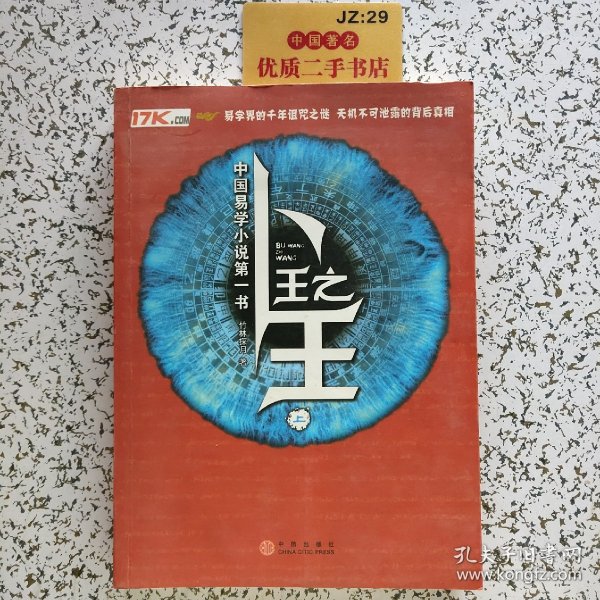 JZ:29
中国著名
优质二手书店
17K.COM
易学界的千年诅咒之谜 天机不可泄露的背后真相
中国易学小说第一书
卜王之王
BU WANG
ZHI
WANG
竹林探月 著
上
中信出版社
CHINA CITIC PRESS
孔夫子旧书网
www.kongfz.com